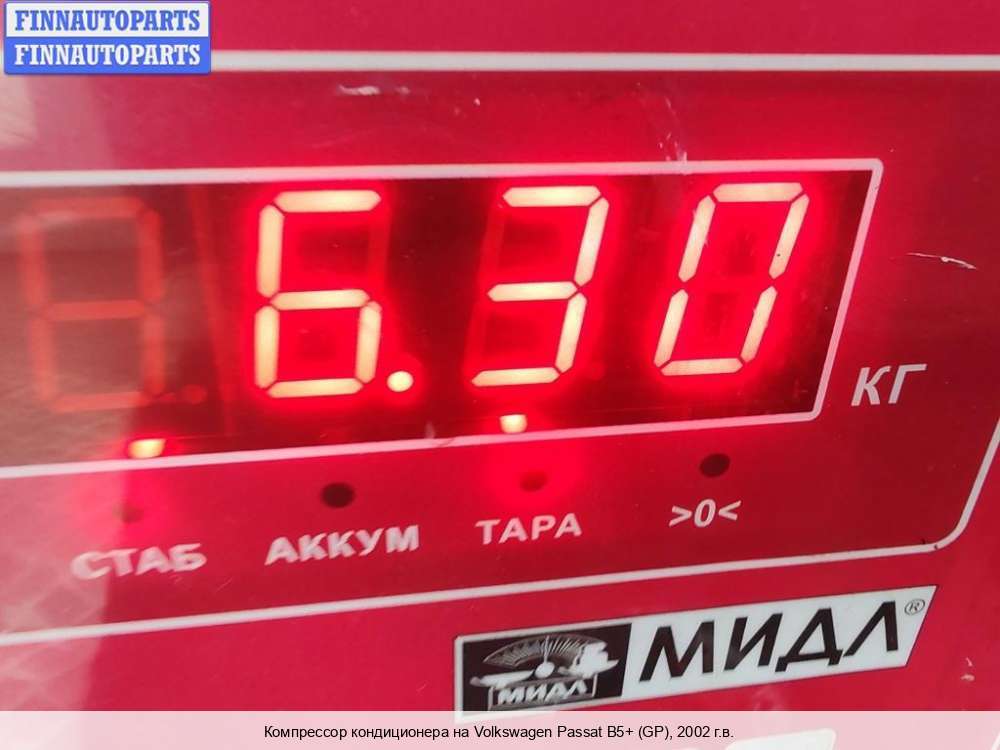 FINNAUTOPARTS
FINNAUTOPARTS
6.30
КГ
СТАБ АККУМ ТАРА >0<
МИДЛ МИДЛ®
Компрессор кондиционера на Volkswagen Passat B5+ (GP), 2002 г.в.